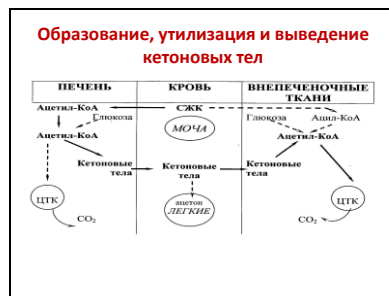 Образование, утилизация и выведение
кетоновых тел
ПЕЧЕНЬ КРОВЬ ВНЕПЕЧЕНОЧНЫЕ
ТКАНИ
Ацетил-КоА СЖК
Глюкоза МОЧА Глюкоза Ацил-КоА
Ацетил-КоА Ацетил-КоА
Кетоновые Кетоновые Кетоновые
тела тела тела
ацетон
ЦТК ЛЕГКИЕ ЦТК
CO2 CO2